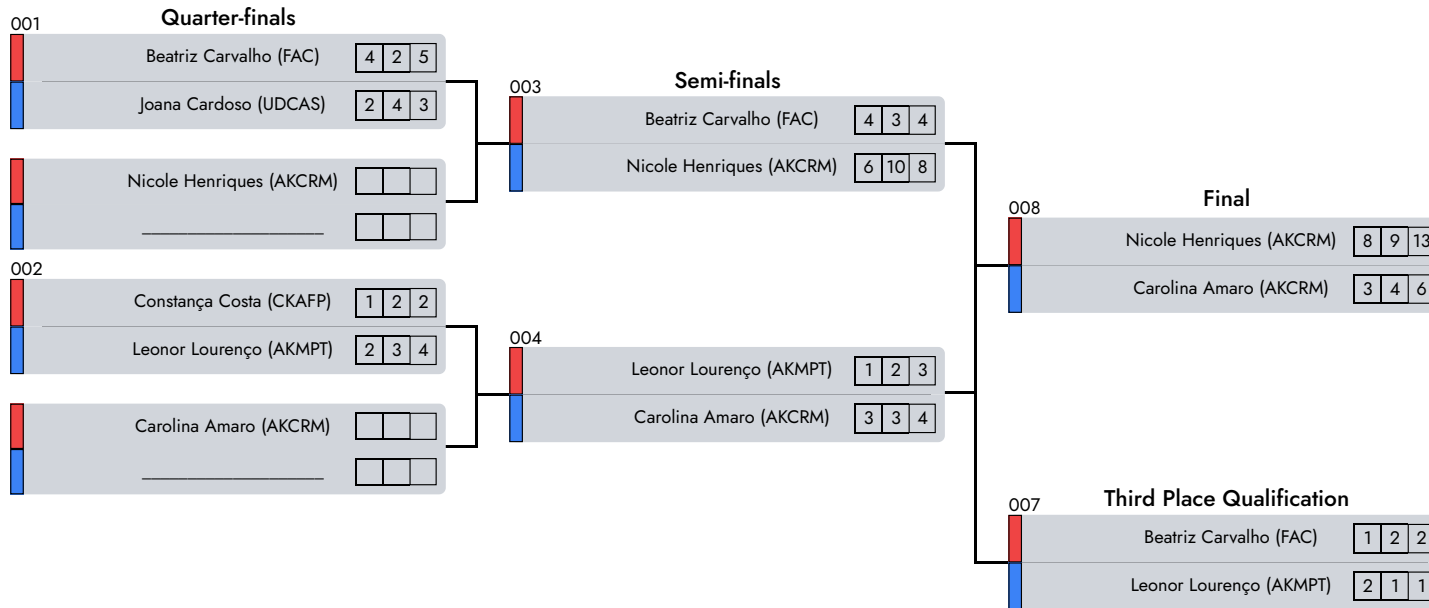 Quarter-finals
001
Beatriz Carvalho (FAC) 4 2 5
Joana Cardoso (UDCAS) 2 4 3
Nicole Henriques (AKCRM)
____________________
002
Constança Costa (CKAFP) 1 2 2
Leonor Lourenço (AKMPT) 2 3 4
Carolina Amaro (AKCRM)
____________________
Semi-finals
003
Beatriz Carvalho (FAC) 4 3 4
Nicole Henriques (AKCRM) 6 10 8
004
Leonor Lourenço (AKMPT) 1 2 3
Carolina Amaro (AKCRM) 3 3 4
Final
008
Nicole Henriques (AKCRM) 8 9 13
Carolina Amaro (AKCRM) 3 4 6
Third Place Qualification
007
Beatriz Carvalho (FAC) 1 2 2
Leonor Lourenço (AKMPT) 2 1 1